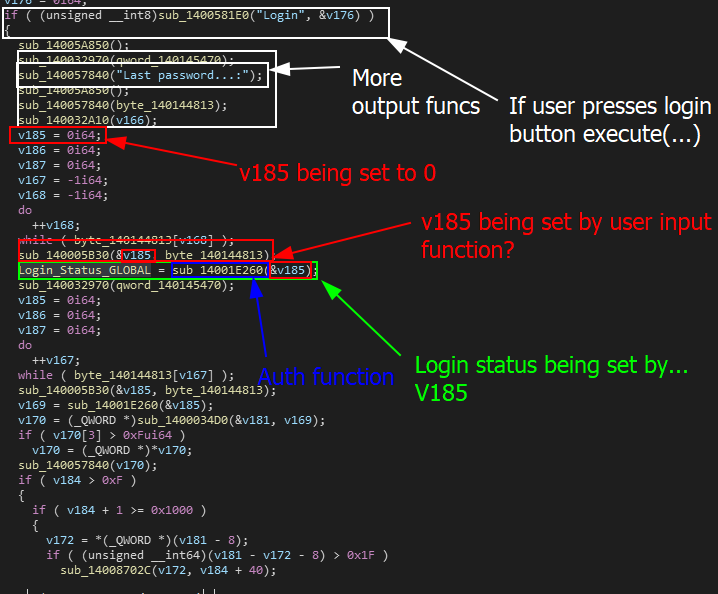 if ( (unsigned __int8)sub_1400581E0("Login", &v176) )
{
sub_14005A850();
sub_140032970(qword_140145470);
sub_140057840("Last password...:");
sub_14005A850();
sub_140057840(byte_140144813);
sub_140032A10(v166);
v185 = 0i64;
v186 = 0i64;
v187 = 0i64;
v167 = -1i64;
v168 = -1i64;
do
++v168;
while ( byte_140144813[v168] );
sub_140005B30(&v185, byte_140144813);
Login_Status_GLOBAL = sub_14001E260(&v185);
sub_140032970(qword_140145470);
v185 = 0i64;
v186 = 0i64;
v187 = 0i64;
do
++v167;
while ( byte_140144813[v167] );
sub_140005B30(&v185, byte_140144813);
v169 = sub_14001E260(&v185);
v170 = (_QWORD *)sub_1400034D0(&v181, v169);
if ( v170[3] > 0xFui64 )
v170 = (_QWORD *)*v170;
sub_140057840(v170);
if ( v184 > 0xF )
{
if ( v184 + 1 >= 0x1000 )
{
v172 = *(_QWORD *)(v181 - 8);
if ( (unsigned __int64)(v181 - v172 - 8) > 0x1F )
sub_14008702C(v172, v184 + 40);
More
output funcs
If user presses login
button execute(...)
v185 being set to 0
v185 being set by user input
function?
Auth function
Login status being set by...
V185